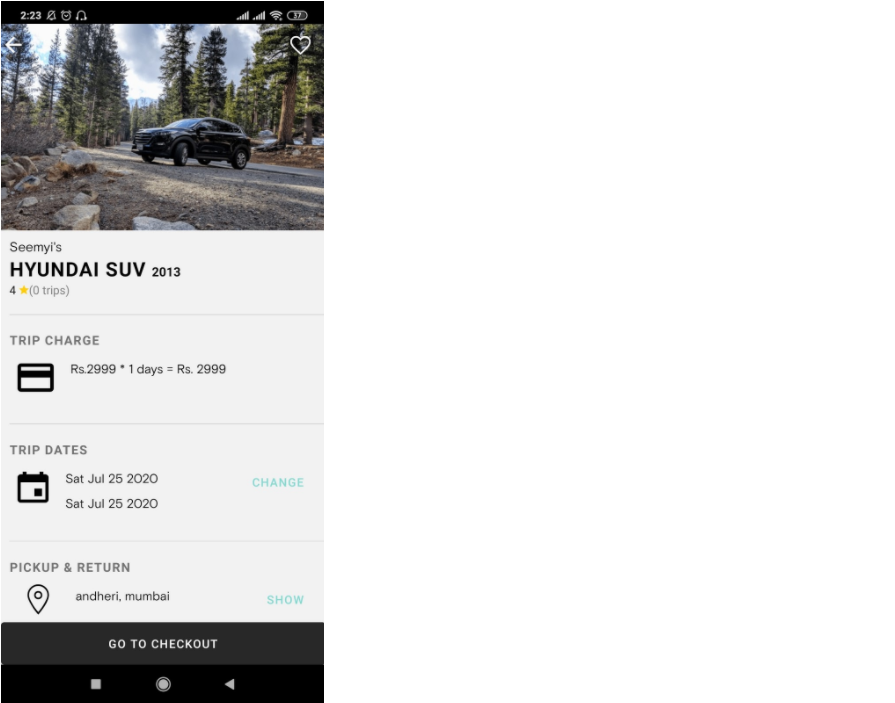 2:23 37
Seemyi's
HYUNDAI SUV 2013
4 ★(0 trips)
TRIP CHARGE
Rs.2999 * 1 days = Rs. 2999
TRIP DATES
Sat Jul 25 2020
CHANGE
Sat Jul 25 2020
PICKUP & RETURN
andheri, mumbai
SHOW
GO TO CHECKOUT